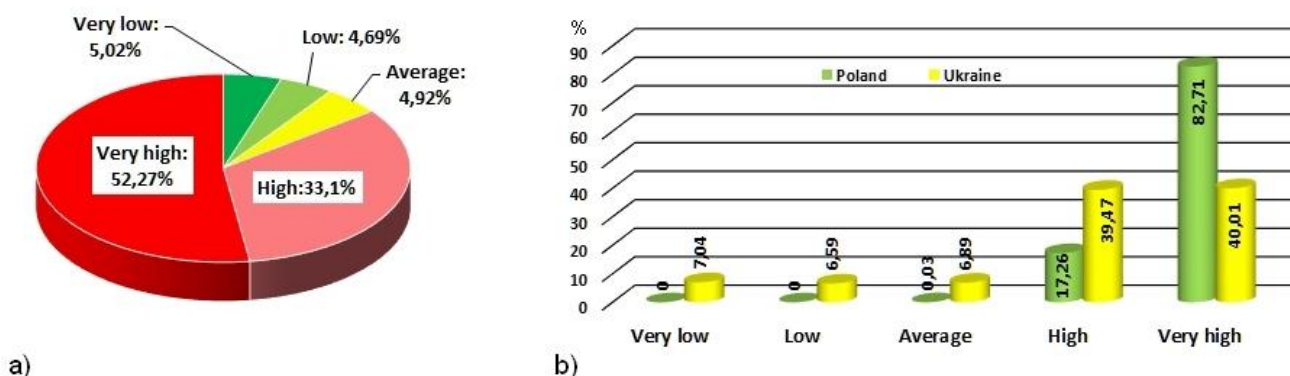 Very low:
5,02%
Low: 4,69%
Average:
4,92%
Very high:
52,27%
High:33,1%
a)
%
Poland
Ukraine
90
80
70
60
50
40
30
20
10
0
0
7,04
0
6,59
0,03
6,89
17,26
39,47
82,71
40,01
Very low
Low
Average
High
Very high
b)